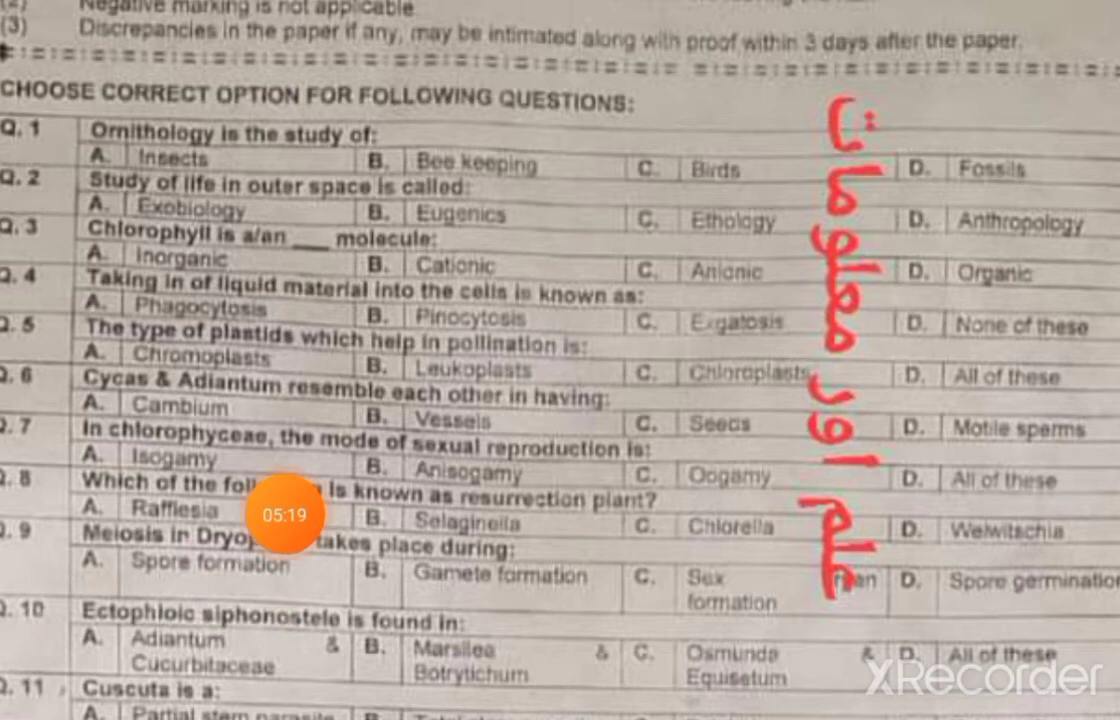 Negative marking is not applicable
(3) Discrepancies in the paper if any, may be intimated along with proof within 3 days after the paper.
CHOOSE CORRECT OPTION FOR FOLLOWING QUESTIONS:
Q. 1 Ornithology is the study of:
A. Insects B. Bee keeping C. Birds D. Fossils
Q. 2 Study of life in outer space is called:
A. Exobiology B. Eugenics C. Ethology D. Anthropology
Q. 3 Chlorophyll is a/an ___ molecule:
A. Inorganic B. Cationic C. Anionic D. Organic
Q. 4 Taking in of liquid material into the cells is known as:
A. Phagocytosis B. Pinocytosis C. D. None of these
Q. 5 The type of plastids which help in pollination is:
A. Chromoplasts B. Leukoplasts C. Chloroplasts D. All of these
Q. 6 Cycas & Adiantum resemble each other in having:
A. Cambium B. Vessels C. Seeds D. Motile sperms
Q. 7 In chlorophyceae, the mode of sexual reproduction is:
A. Isogamy B. Anisogamy C. Oogamy D. All of these
Q. 8 Which of the is known as resurrection plant?
A. Rafflesia B. Selaginella C. Chlorella D. Welwitschia
Q. 9 Meiosis in takes place during:
A. Spore formation B. Gamete formation C. Sex D. Spore germination
formation
Q. 10 Ectophloic siphonostele is found in:
A. Adiantum & B. Marsilea & C. Osmunda & D. All of these
Cucurbitaceae Botrytichum Equisetum
Q. 11 Cuscuta is a:
A. Partial stem parasite B.
05:19
XRecorder